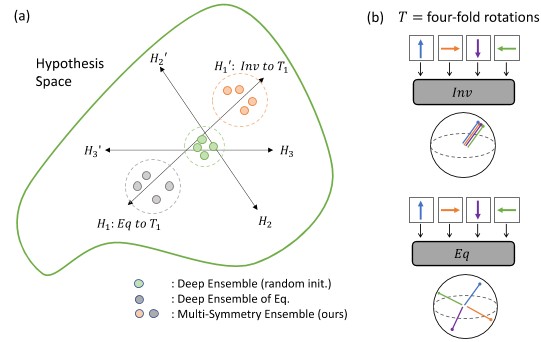 (a)
Hypothesis
Space
H₂′
H₁′: Inv to T₁
H₃′
H₃
H₁: Eq to T₁
H₂
: Deep Ensemble (random init.)
: Deep Ensemble of Eq.
: Multi-Symmetry Ensemble (ours)
(b)
T = four-fold rotations
Inv
Eq